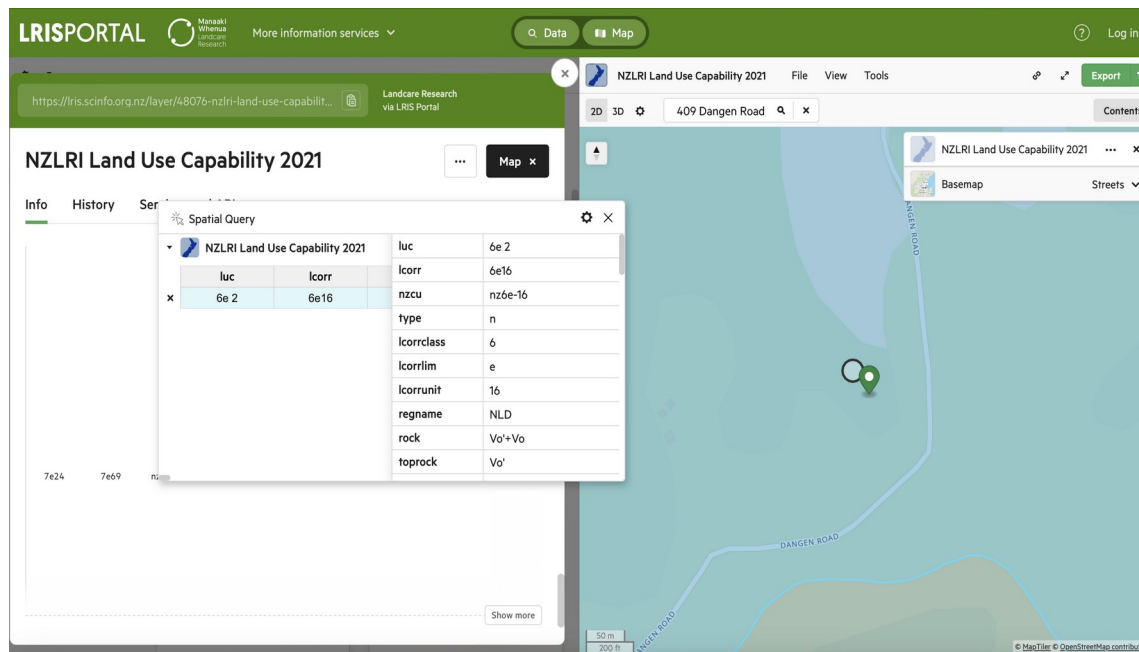 LRISPORTAL
Manaaki
Whenua
Landcare
Research
More information services
Data
Map
Log in
https://lris.scinfo.org.nz/layer/48076-nzlri-land-use-capabilit...
Landcare Research
via LRIS Portal
NZLRI Land Use Capability 2021
...
Map ×
Info
History
Spatial Query
NZLRI Land Use Capability 2021
luc lcorr
6e 2 6e16
luc 6e 2
lcorr 6e16
nzcu nz6e-16
type n
lcorrclass 6
lcorrlim e
lcorrunit 16
regname NLD
rock Vo'+Vo
toprock Vo'
7e24 7e69
Show more
NZLRI Land Use Capability 2021
File View Tools
Export
2D 3D
409 Dangen Road
Content
NZLRI Land Use Capability 2021
Basemap
Streets
DANGEN ROAD
DANGEN ROAD
DANGEN ROAD
50 m
200 ft
© MapTiler © OpenStreetMap contribu